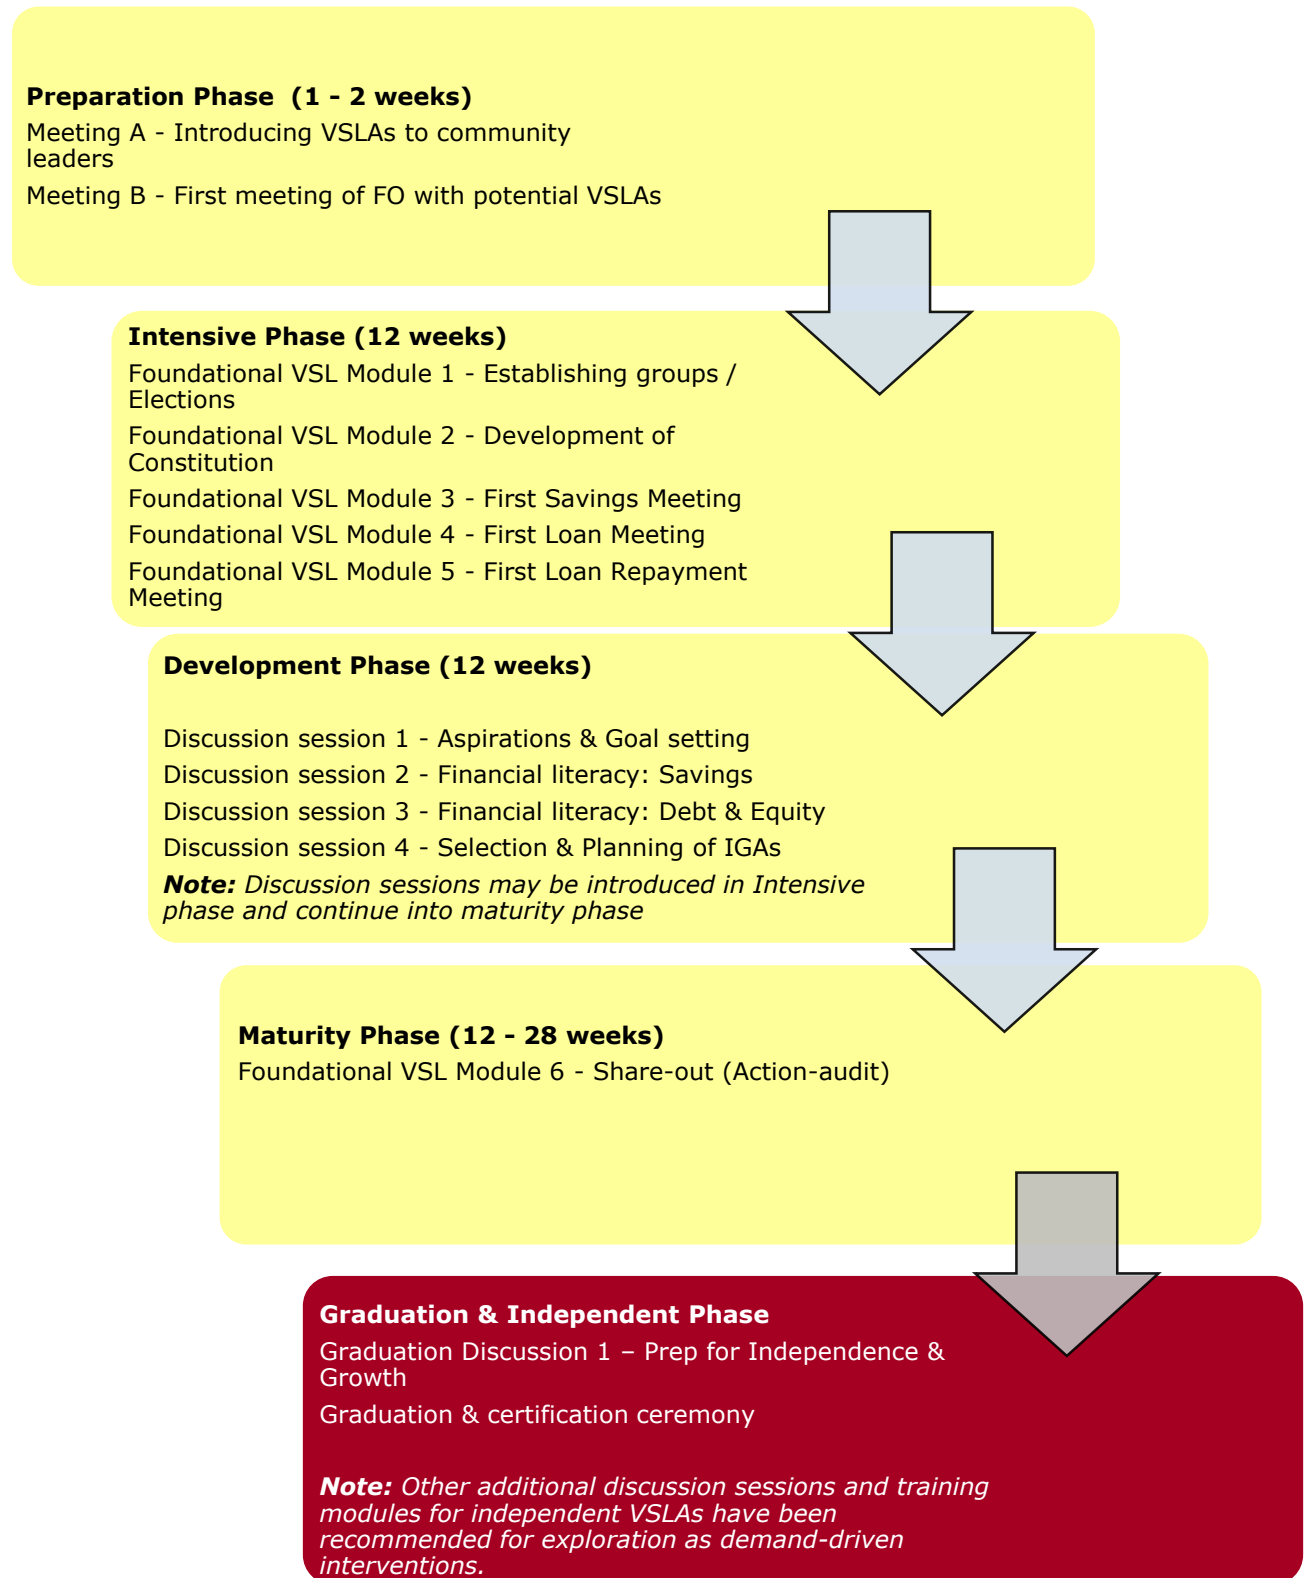 Preparation Phase  (1 - 2 weeks)
Meeting A - Introducing VSLAs to community
leaders
Meeting B - First meeting of FO with potential VSLAs
Intensive Phase (12 weeks)
Foundational VSL Module 1 - Establishing groups /
Elections
Foundational VSL Module 2 - Development of
Constitution
Foundational VSL Module 3 - First Savings Meeting
Foundational VSL Module 4 - First Loan Meeting
Foundational VSL Module 5 - First Loan Repayment
Meeting
Development Phase (12 weeks)
Discussion session 1 - Aspirations & Goal setting
Discussion session 2 - Financial literacy: Savings
Discussion session 3 - Financial literacy: Debt & Equity
Discussion session 4 - Selection & Planning of IGAs
Note: Discussion sessions may be introduced in Intensive
phase and continue into maturity phase
Maturity Phase (12 - 28 weeks)
Foundational VSL Module 6 - Share-out (Action-audit)
Graduation & Independent Phase
Graduation Discussion 1 – Prep for Independence &
Growth
Graduation & certification ceremony
Note: Other additional discussion sessions and training
modules for independent VSLAs have been
recommended for exploration as demand-driven
interventions.